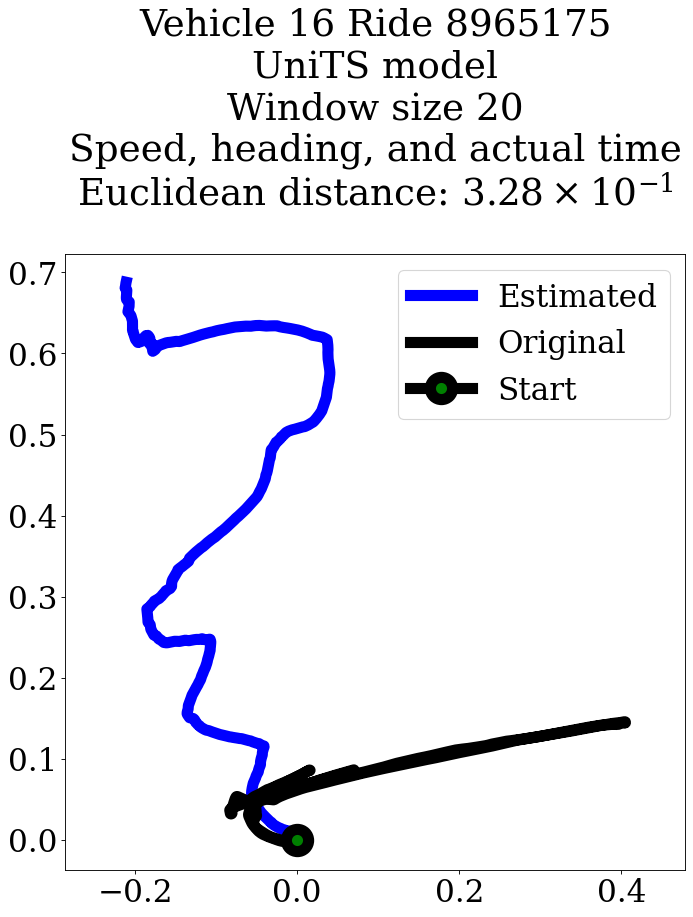 Vehicle 16 Ride 8965175
UniTS model
Window size 20
Speed, heading, and actual time
Euclidean distance: 3.28 × 10⁻¹
Estimated
Original
Start
0.7
0.6
0.5
0.4
0.3
0.2
0.1
0.0
−0.2 0.0 0.2 0.4